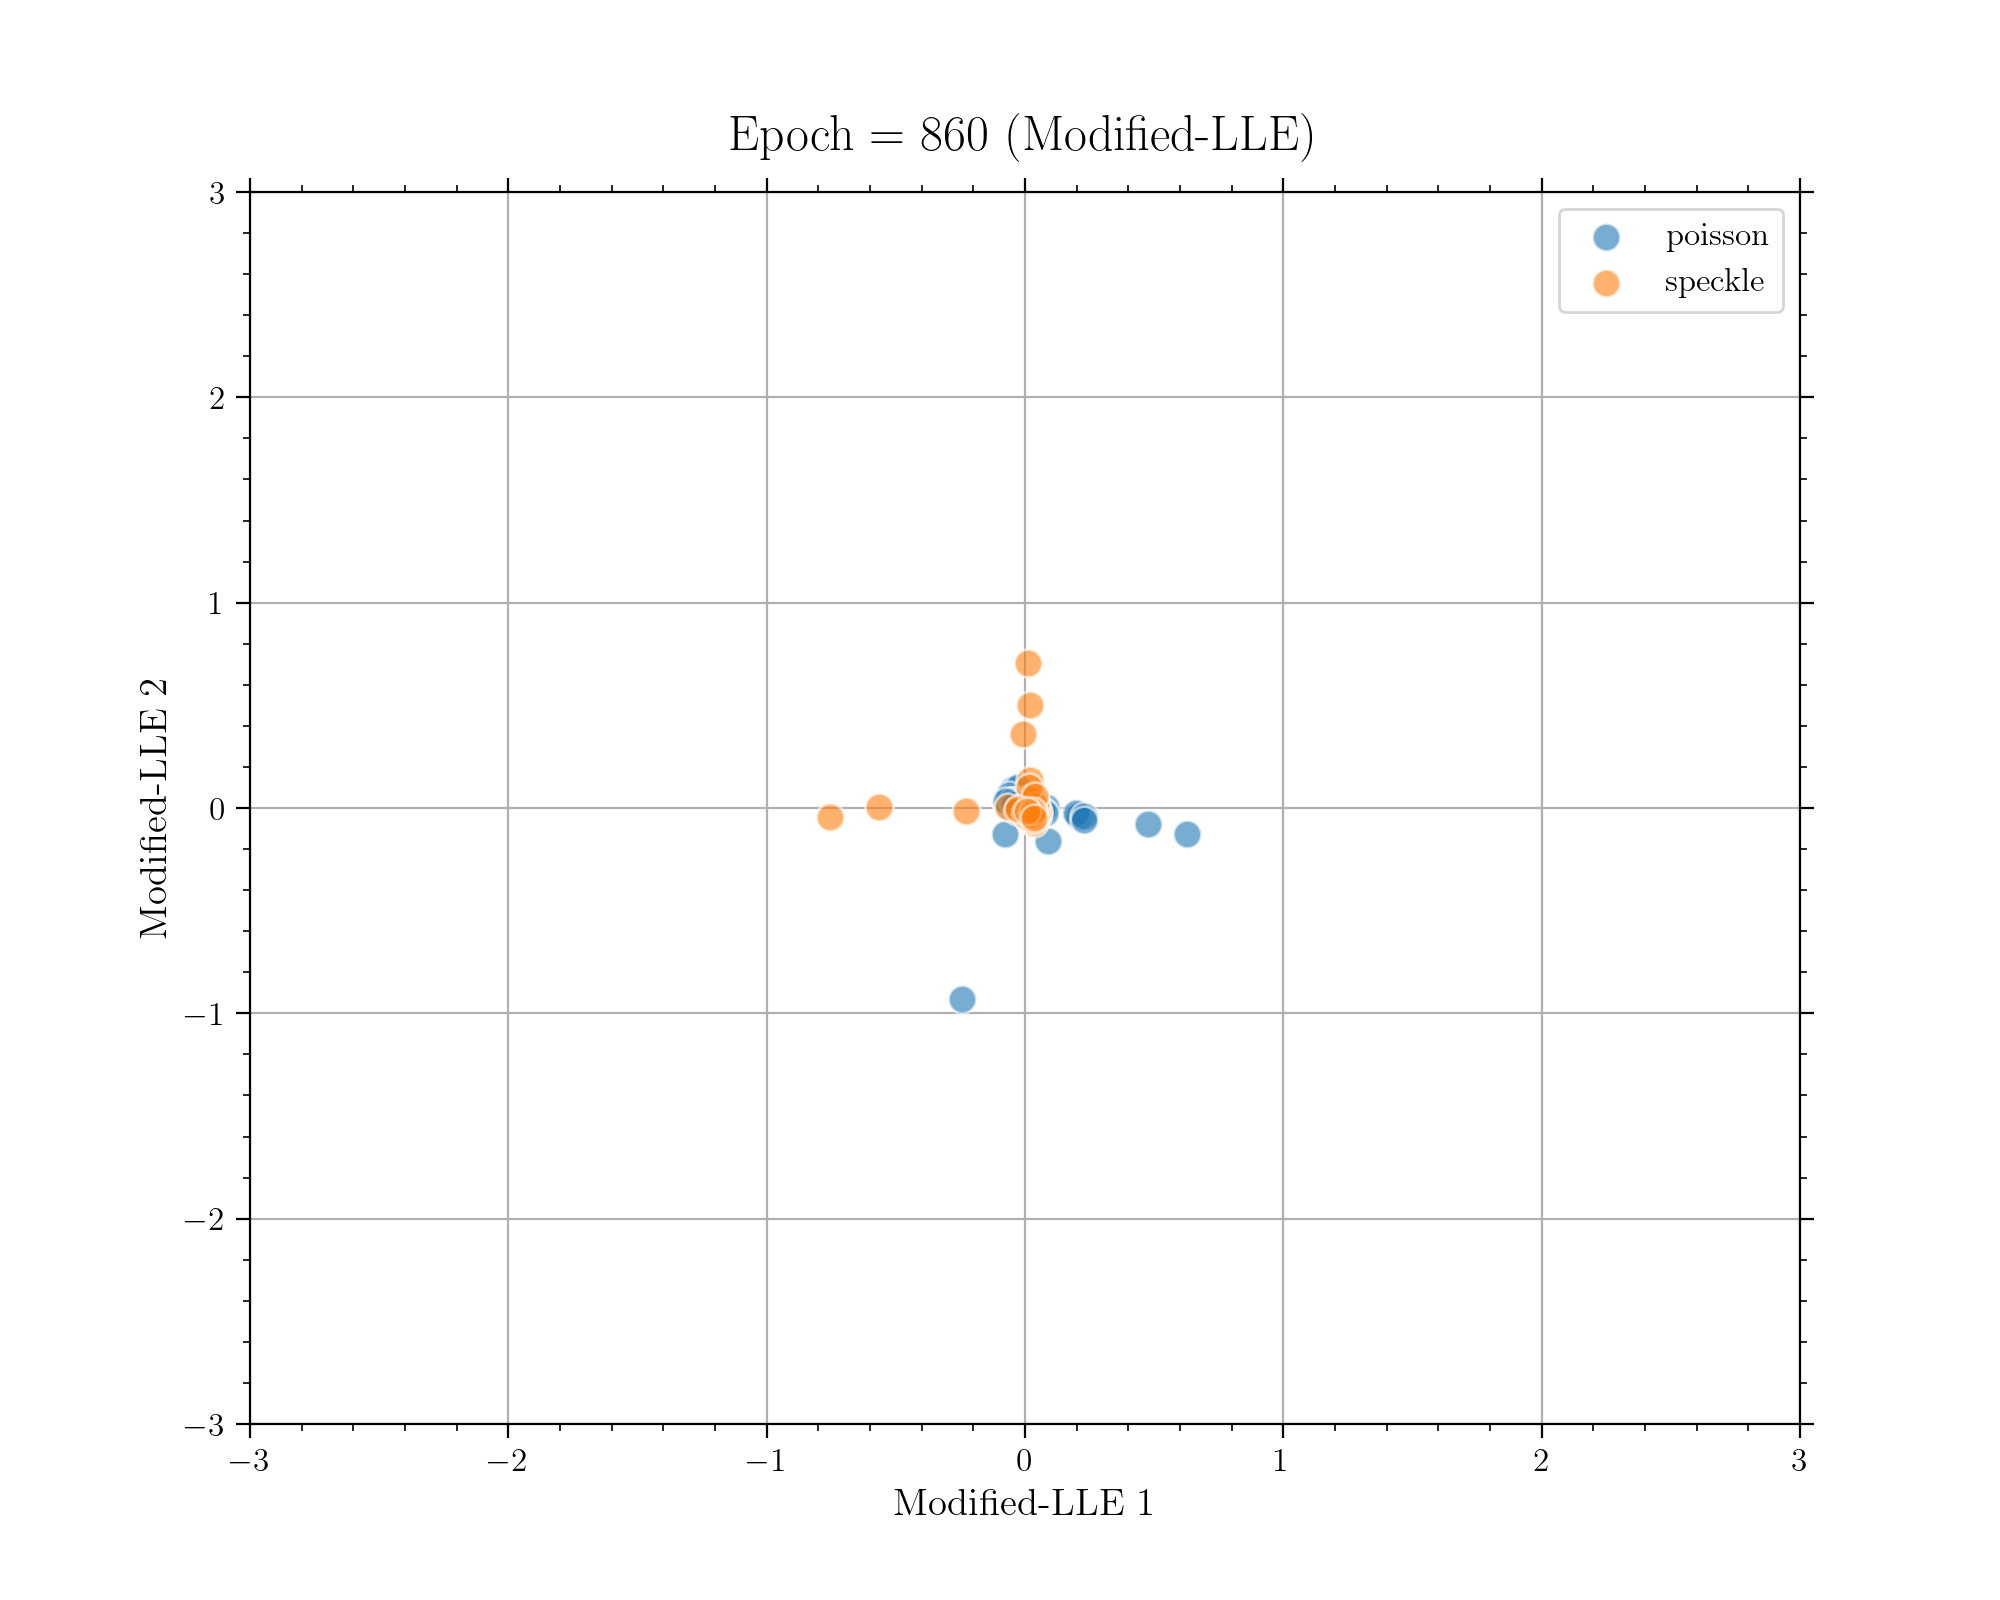 Epoch = 860 (Modified-LLE)
poisson
speckle
3
2
1
0
−1
−2
−3
Modified-LLE 2
−3
−2
−1
0
1
2
3
Modified-LLE 1